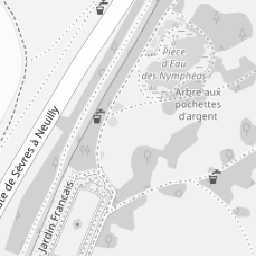 Pièce
d'Eau
des Nymphéas
Arbre aux
pochettes
d'argent
de Sèvres à Neuilly
Jardin Français